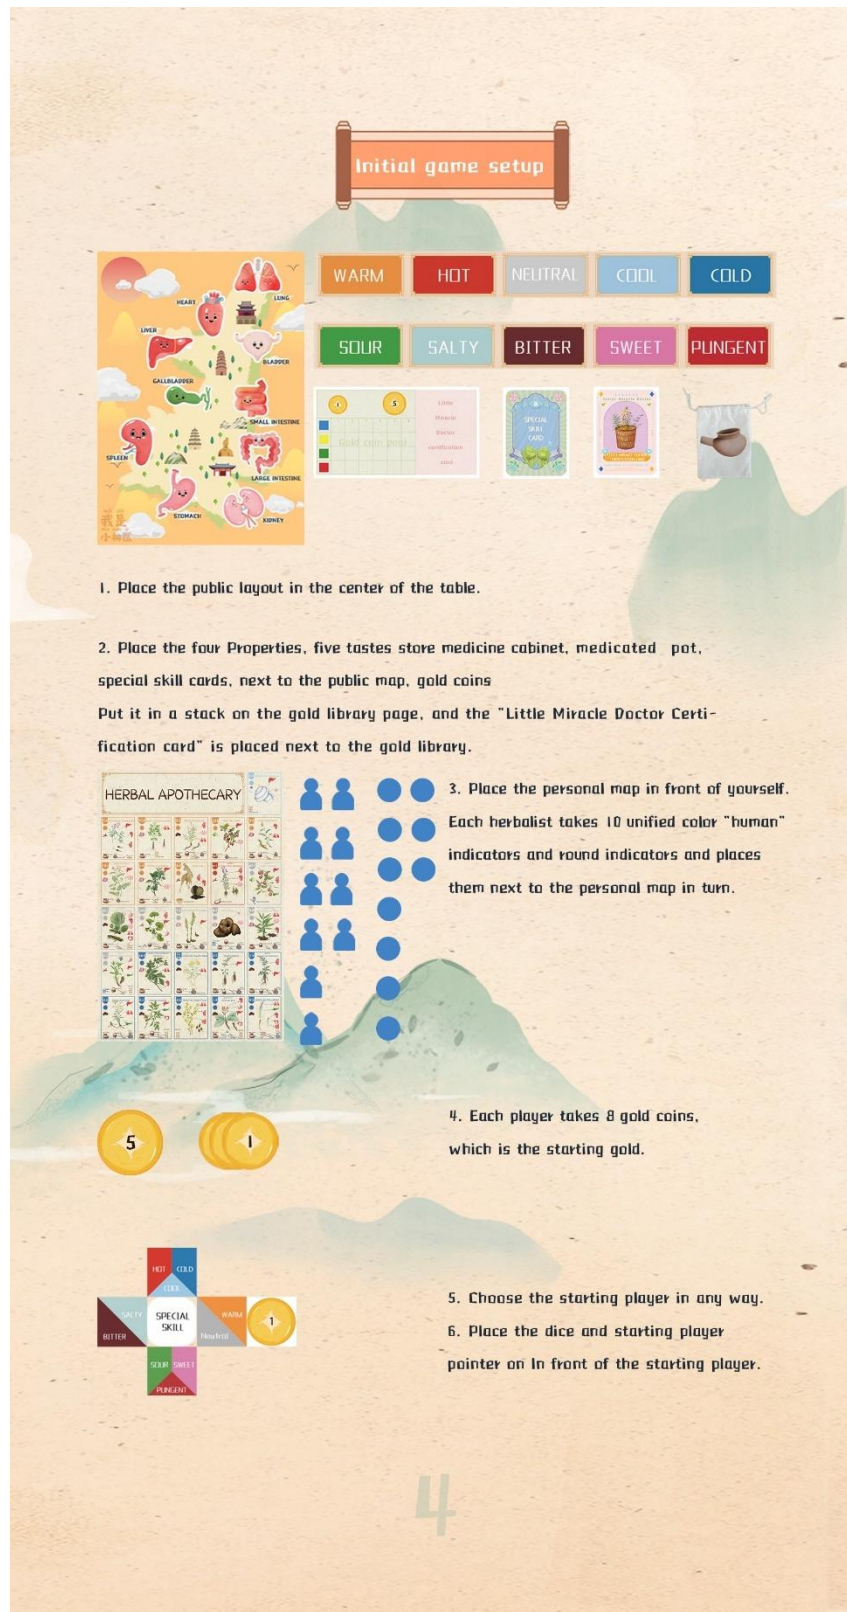 Initial game setup
WARM
HOT
NEUTRAL
COOL
COLD
SOUR
SALTY
BITTER
SWEET
PUNGENT
HEART
LUNG
LIVER
BLADDER
GALLBLADDER
SMALL INTESTINE
SPLEEN
LARGE INTESTINE
STOMACH
KIDNEY
我是
小神医
1
5
Gold coin pool
Little
Miracle
Doctor
certification
card
SPECIAL
SKILL
CARD
1. Place the public layout in the center of the table.
2. Place the four Properties, five tastes store medicine cabinet, medicated pot,
special skill cards, next to the public map, gold coins
Put it in a stack on the gold library page, and the "Little Miracle Doctor Certi-
fication card" is placed next to the gold library.
HERBAL APOTHECARY
3. Place the personal map in front of yourself.
Each herbalist takes 10 unified color "human"
indicators and round indicators and places
them next to the personal map in turn.
5
1
4. Each player takes 8 gold coins,
which is the starting gold.
HOT
COLD
COOL
SALTY
BITTER
SPECIAL
SKILL
WARM
Neutral
1
SOUR
SWEET
PUNGENT
5. Choose the starting player in any way.
6. Place the dice and starting player
pointer on In front of the starting player.
4